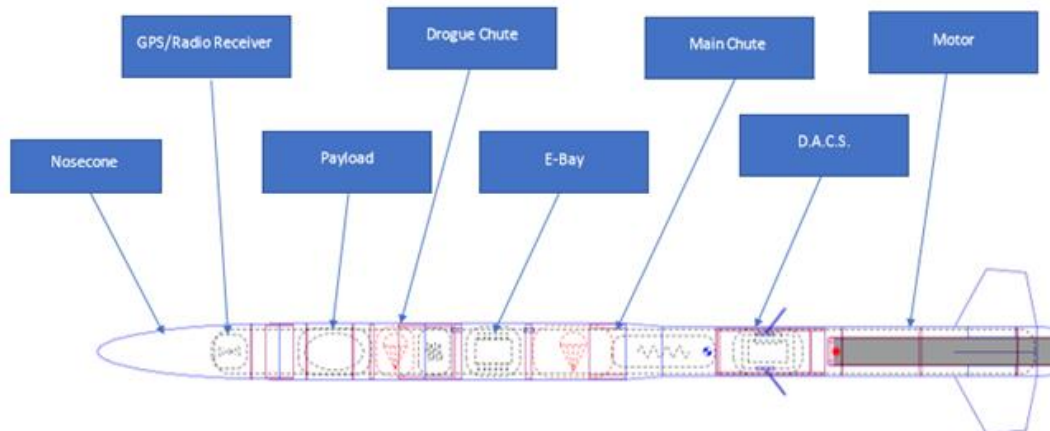 GPS/Radio Receiver
Drogue Chute
Main Chute
Motor
Nosecone
Payload
E-Bay
D.A.C.S.